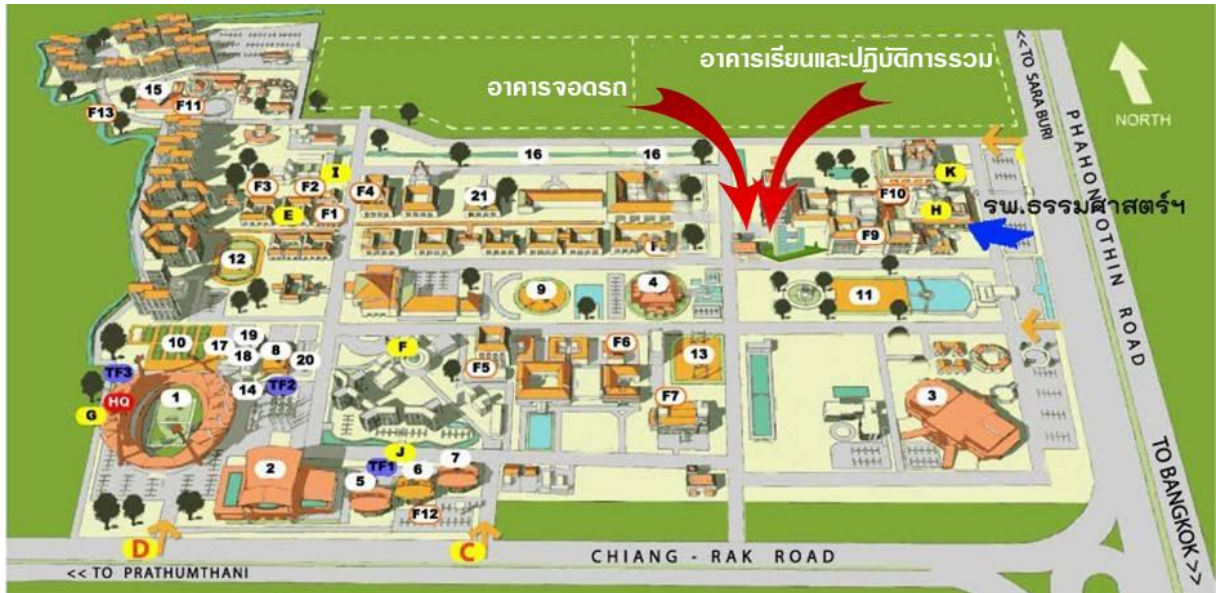 อาคารเรียนและปฏิบัติการรวม
อาคารจอดรถ
<< TO SARABURI
PHAHONOTHIN ROAD
NORTH
15
F11
F13
16
16
I
K
F3
F2
F4
21
F10
E
F1
H
รพ.ธรรมศาสตร์ฯ
F9
12
9
4
11
10
17
19
18
8
20
F
F5
F6
13
TF3
HQ
G
1
14
TF2
F7
3
J
TF1
2
5
6
7
F12
D
C
CHIANG - RAK ROAD
<< TO PRATHUMTHANI
TO BANGKOK >>